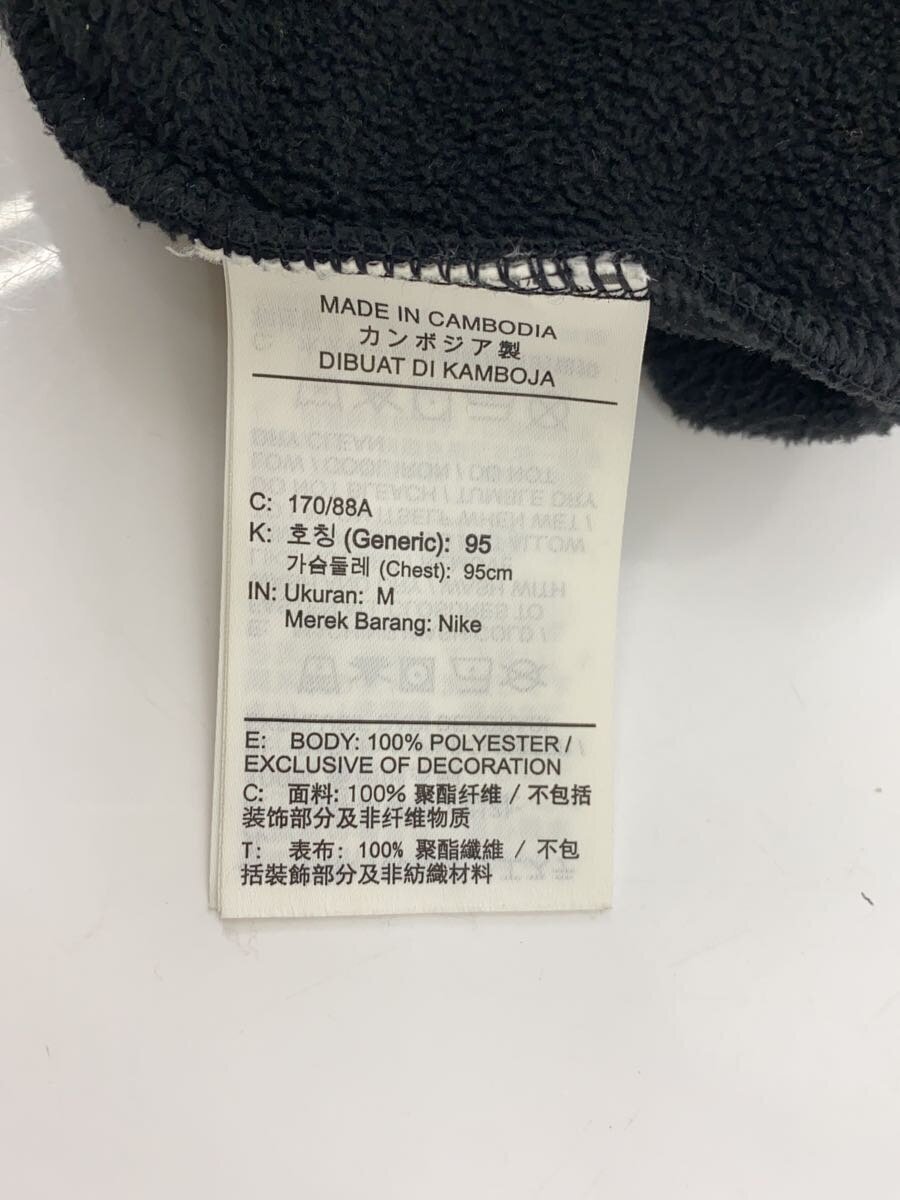 MADE IN CAMBODIA
カンボジア製
DIBUAT DI KAMBOJA
C: 170/88A
K: 호칭 (Generic): 95
가슴둘레 (Chest): 95cm
IN: Ukuran: M
Merek Barang: Nike
E: BODY: 100% POLYESTER /
EXCLUSIVE OF DECORATION
C: 面料: 100% 聚酯纤维 / 不包括
装饰部分及非纤维物质
T: 表布: 100% 聚酯纖維 / 不包
括裝飾部分及非紡織材料